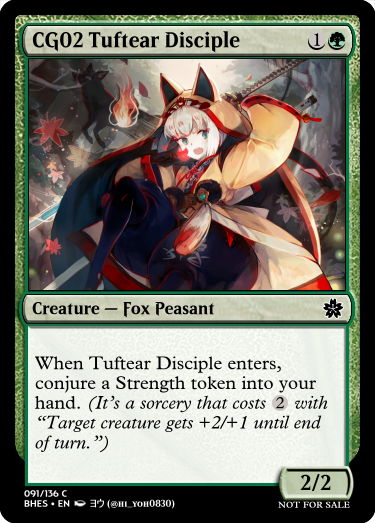 CG02 Tuftear Disciple 1
Creature — Fox Peasant
When Tuftear Disciple enters,
conjure a Strength token into your
hand. (It's a sorcery that costs 2 with
“Target creature gets +2/+1 until end
of turn.”)
2/2
091/136 C
BHES • EN ヨウ (@HI_YOH0830)
NOT FOR SALE